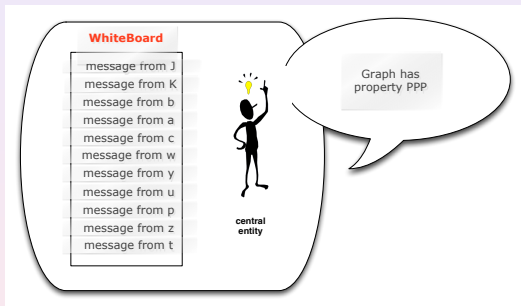 WhiteBoard
message from J
message from K
message from b
message from a
message from c
message from w
message from y
message from u
message from p
message from z
message from t
central
entity
Graph has
property PPP